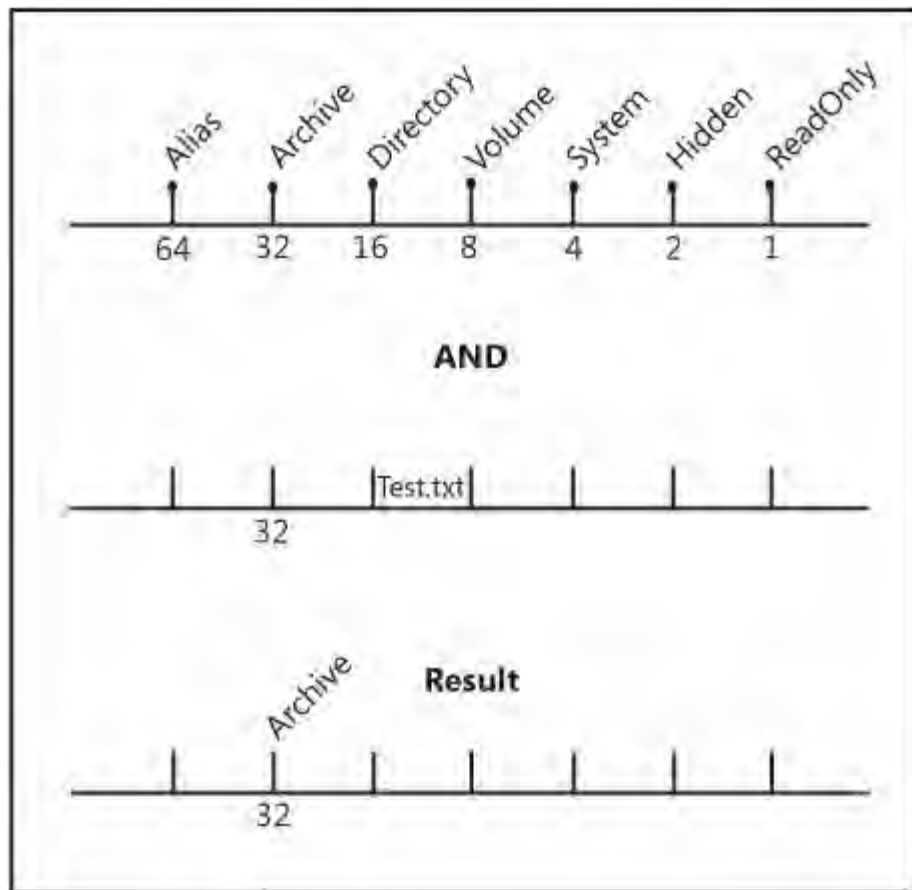 Alias Archive Directory Volume System Hidden ReadOnly
64 32 16 8 4 2 1
AND
Test.txt
32
Result
Archive
32